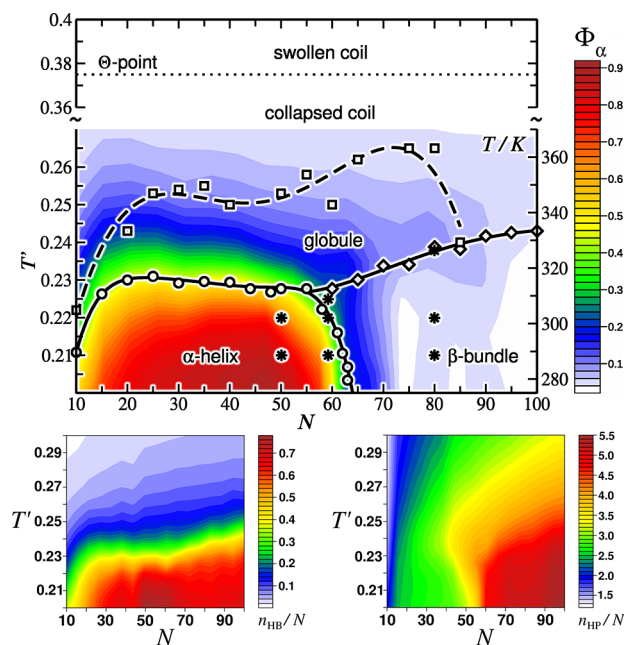 0.4
0.38
0.36
~
0.26
0.25
0.24
0.23
0.22
0.21
T'
Θ-point
swollen coil
collapsed coil
T/K
globule
α-helix
β-bundle
~
360
340
320
300
280
10 20 30 40 50 60 70 80 90 100
N
Φα
0.9
0.8
0.7
0.6
0.5
0.4
0.3
0.2
0.1
0.29
0.27
0.25
0.23
0.21
T'
10 30 50 70 90
N
0.7
0.6
0.5
0.4
0.3
0.2
0.1
nHB/N
0.29
0.27
0.25
0.23
0.21
T'
10 30 50 70 90
N
5.5
5.0
4.5
4.0
3.5
3.0
2.5
2.0
1.5
1.0
nHP/N